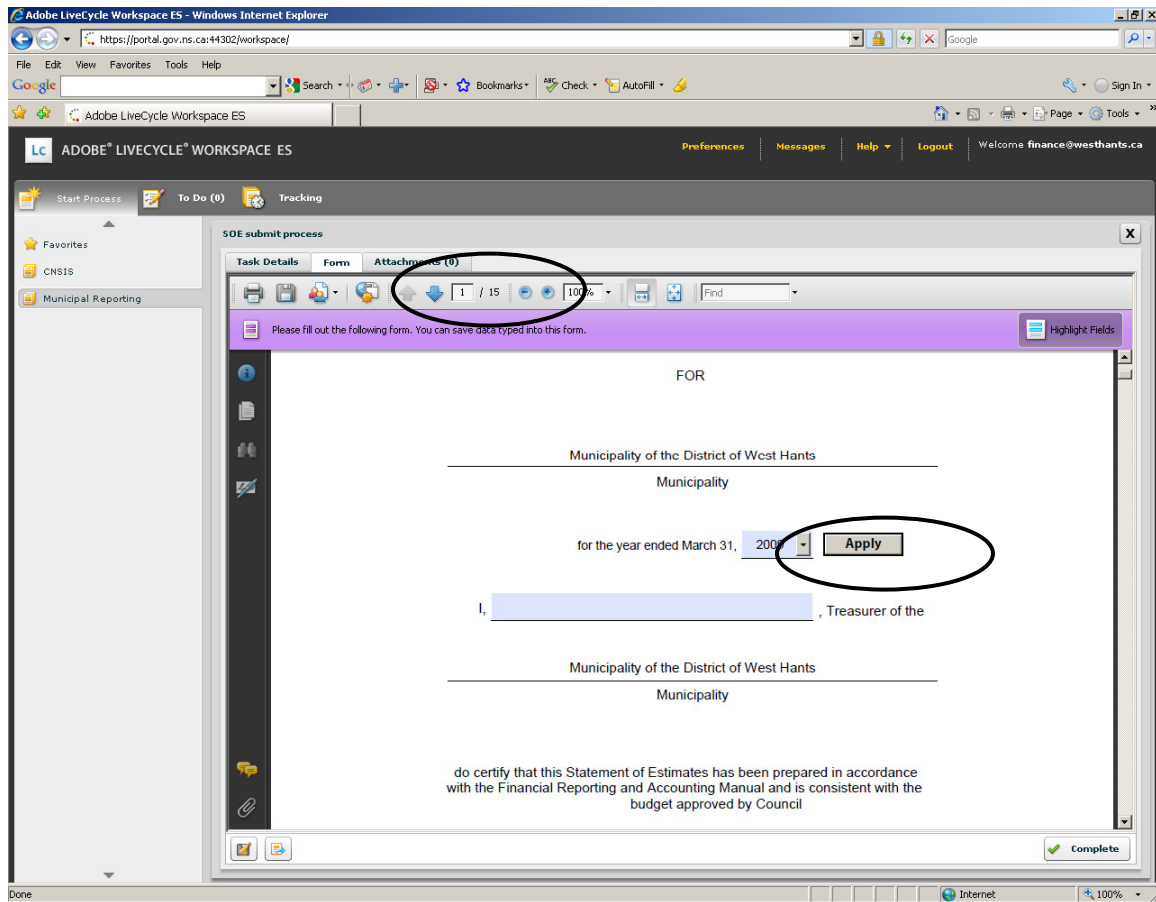 Adobe LiveCycle Workspace ES - Windows Internet Explorer
https://portal.gov.ns.ca:44302/workspace/
Google
File Edit View Favorites Tools Help
Google Search Bookmarks Check AutoFill Sign In
Adobe LiveCycle Workspace ES Page Tools
Lc ADOBE® LIVECYCLE® WORKSPACE ES Preferences Messages Help Logout Welcome finance@westhants.ca
Start Process To Do (0) Tracking
Favorites
CNSIS
Municipal Reporting
SOE submit process X
Task Details Form Attachments (0)
1 / 15 100% Find
Please fill out the following form. You can save data typed into this form. Highlight Fields
FOR
Municipality of the District of West Hants
Municipality
for the year ended March 31, Apply
I, , Treasurer of the
Municipality of the District of West Hants
Municipality
do certify that this Statement of Estimates has been prepared in accordance
with the Financial Reporting and Accounting Manual and is consistent with the
budget approved by Council
Complete
Done Internet 100%